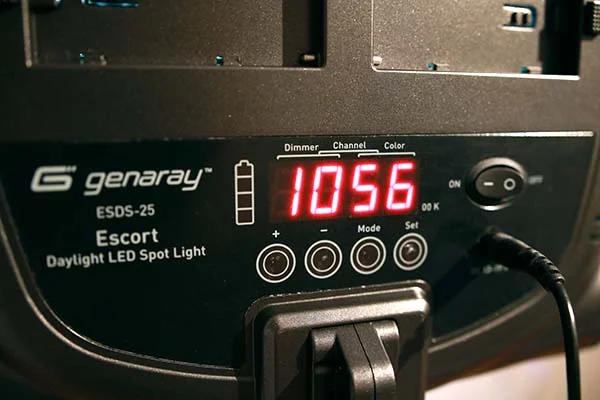 Dimmer Channel Color
genaray™
1056
00 K
ON OFF
ESDS-25
Escort
Daylight LED Spot Light
+ - Mode Set